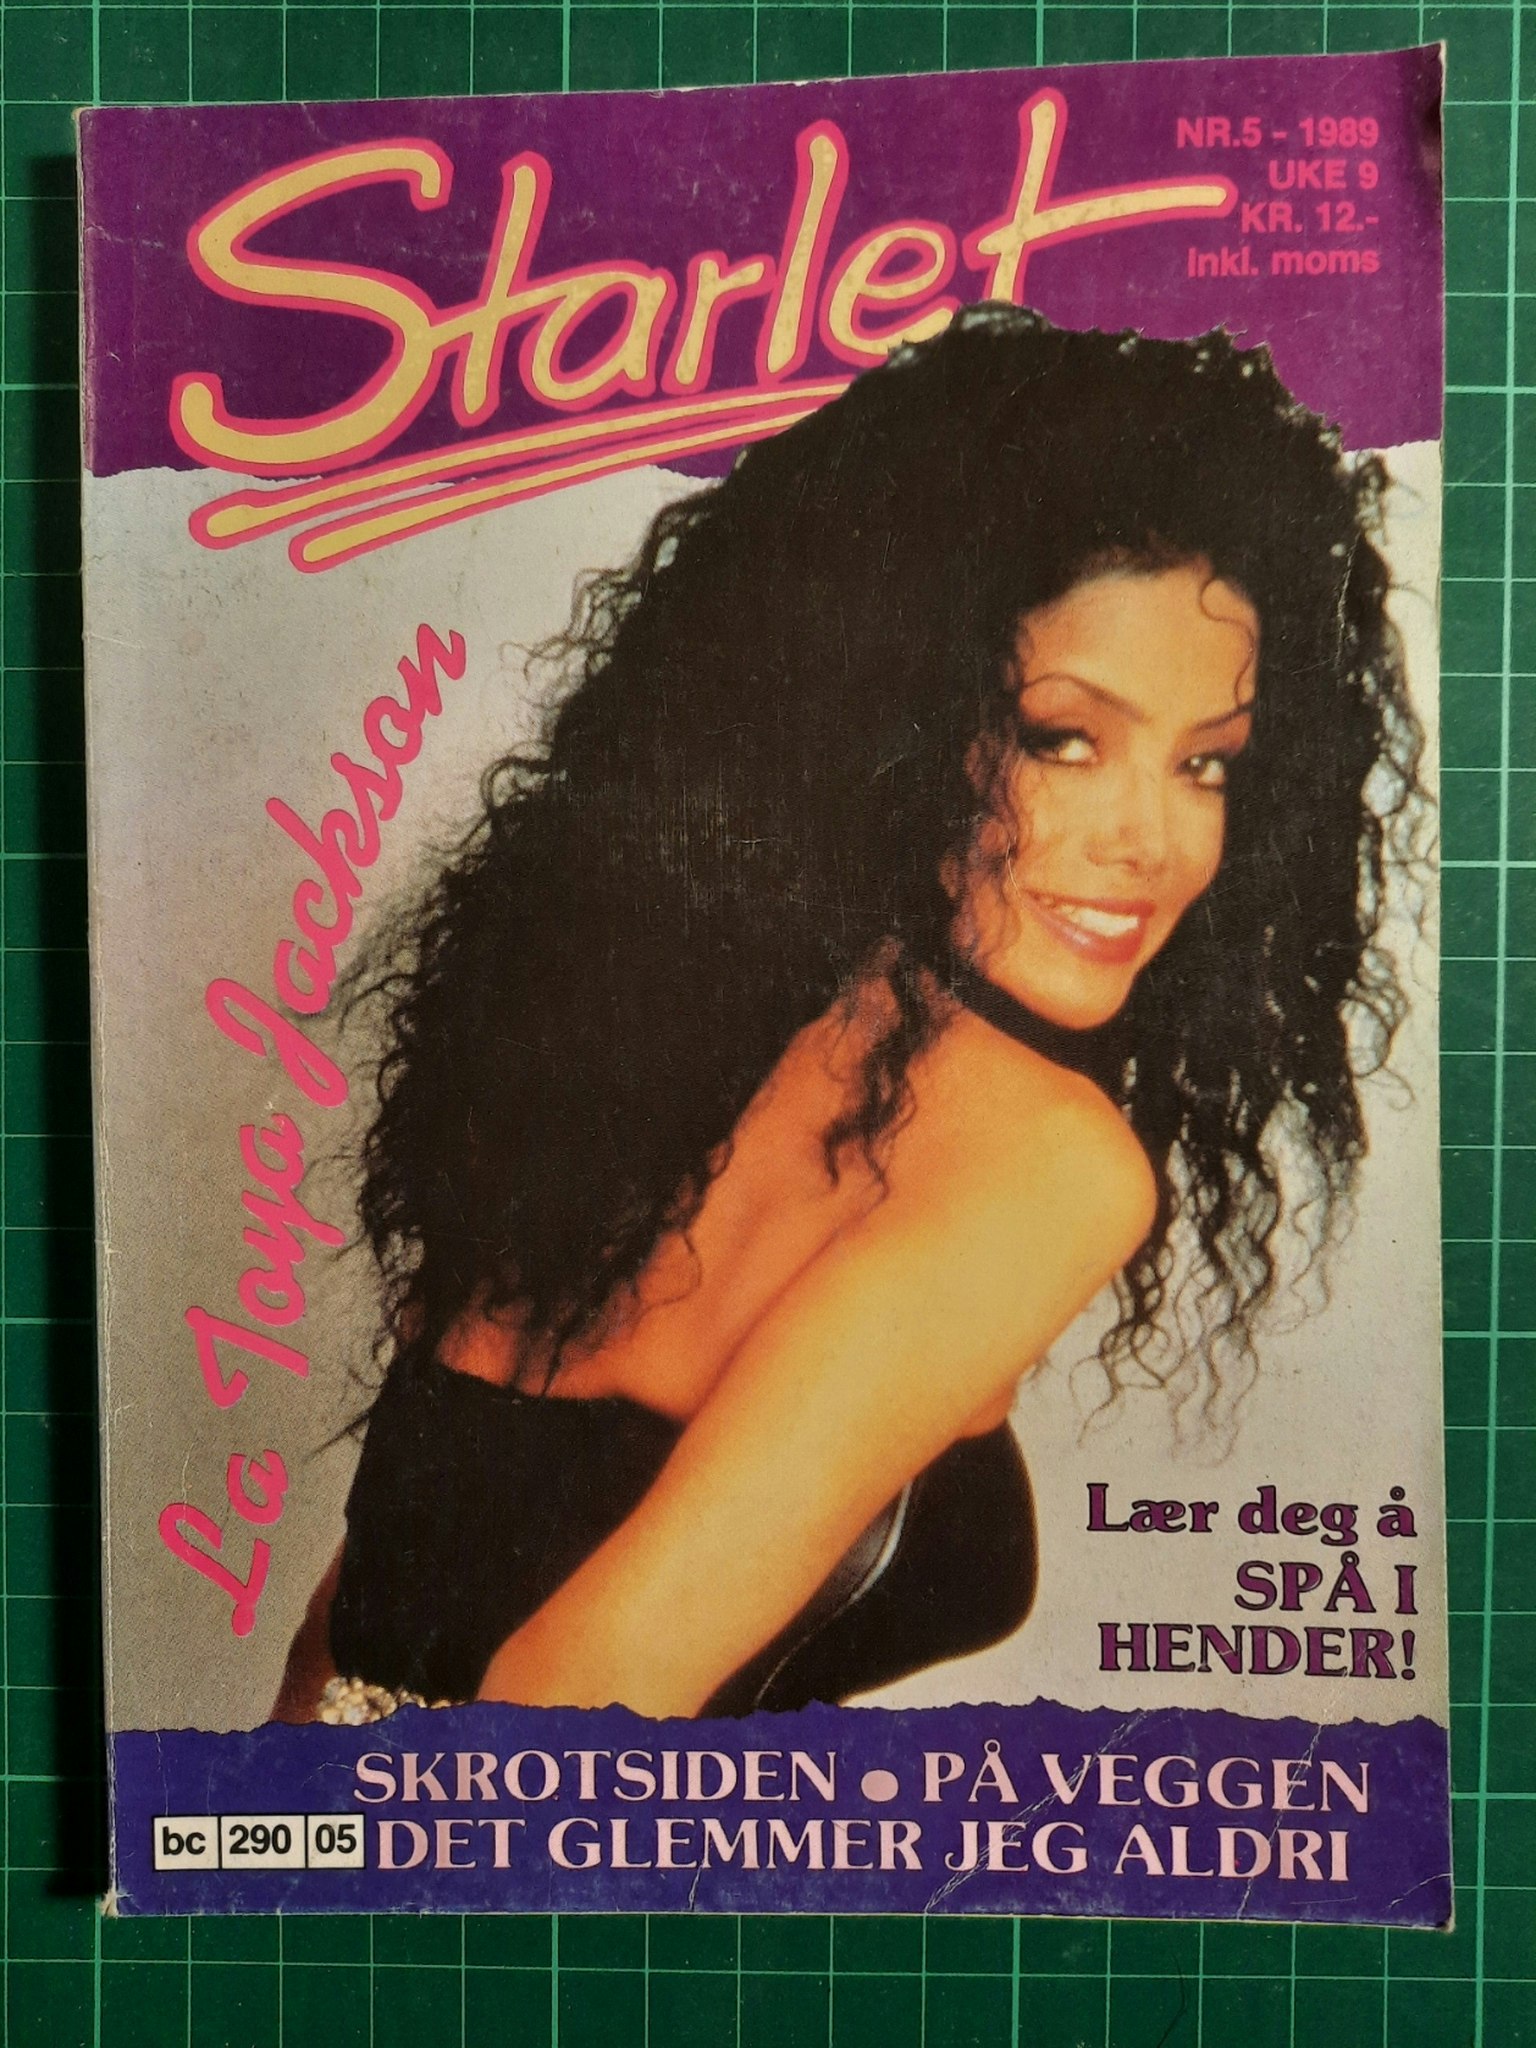 Starlet
NR.5 - 1989
UKE 9
KR. 12.-
inkl. moms
La Toya Jackson
Lær deg å
SPÅ I
HENDER!
SKROTSIDEN ● PÅ VEGGEN
DET GLEMMER JEG ALDRI
bc 290 05